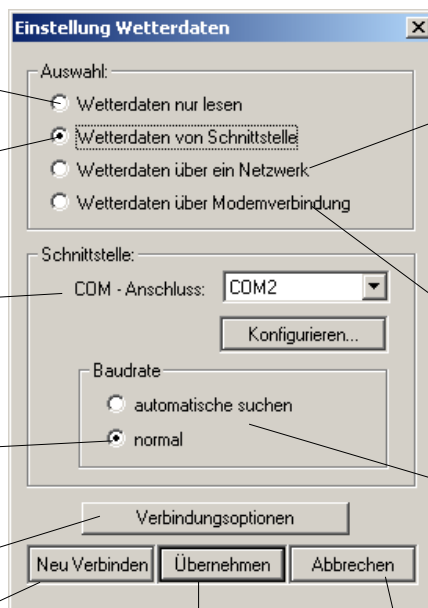 Einstellung Wetterdaten
Auswahl:
Wetterdaten nur lesen
Wetterdaten von Schnittstelle
Wetterdaten über ein Netzwerk
Wetterdaten über Modemverbindung
Schnittstelle:
COM - Anschluss: COM2
Konfigurieren...
Baudrate
automatische suchen
normal
Verbindungsoptionen
Neu Verbinden Übernehmen Abbrechen